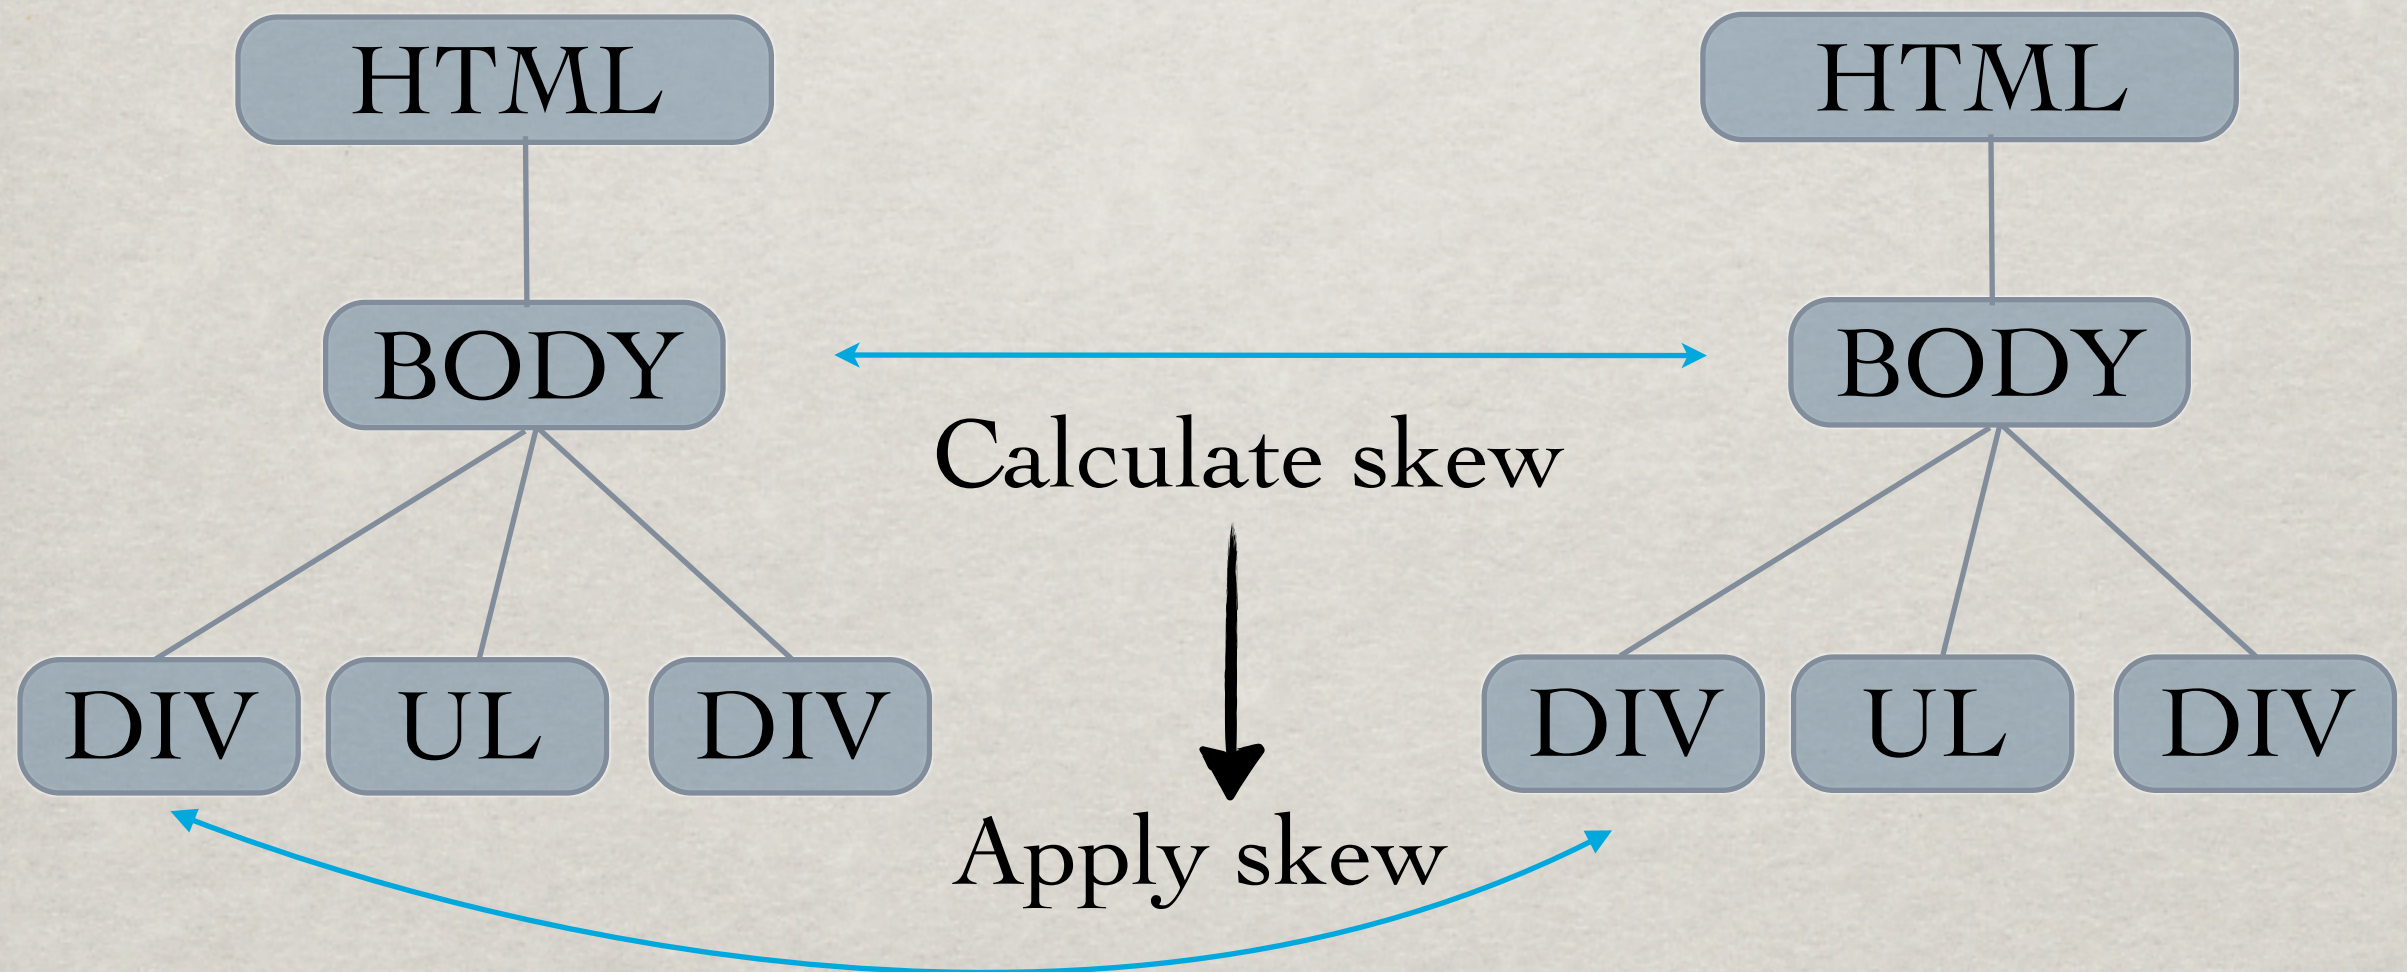 HTML
HTML
BODY
BODY
Calculate skew
DIV
UL
DIV
DIV
UL
DIV
Apply skew